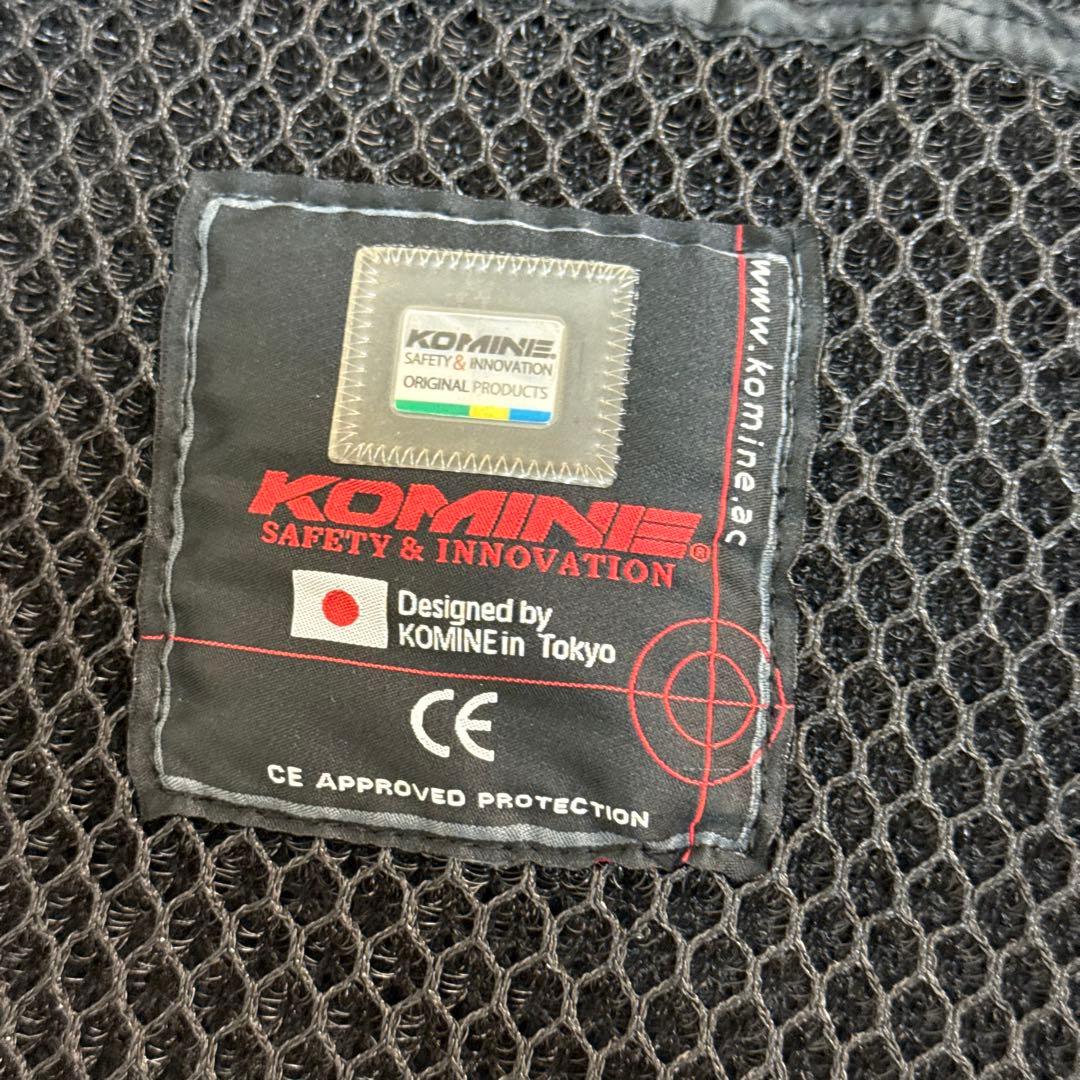 KOMINE
SAFETY & INNOVATION
ORIGINAL PRODUCTS
KOMINE®
SAFETY & INNOVATION
Designed by
KOMINE in Tokyo
CE
CE APPROVED PROTECTION
www.komine.ac